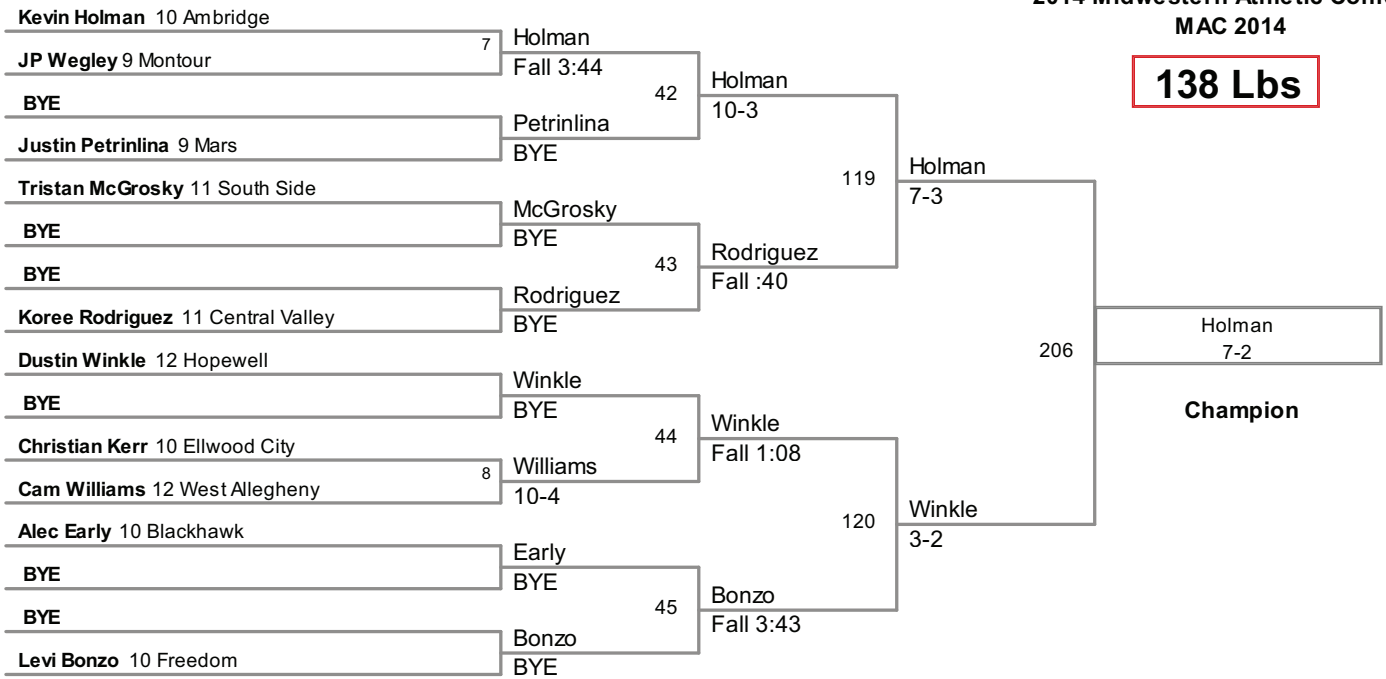 2014 Midwestern Athletic
MAC 2014
138 Lbs
Kevin Holman 10 Ambridge
JP Wegley 9 Montour
BYE
Justin Petrinlina 9 Mars
Tristan McGrosky 11 South Side
BYE
BYE
Koree Rodriguez 11 Central Valley
Dustin Winkle 12 Hopewell
BYE
Christian Kerr 10 Ellwood City
Cam Williams 12 West Allegheny
Alec Early 10 Blackhawk
BYE
BYE
Levi Bonzo 10 Freedom
7
8
Holman
Fall 3:44
Petrinlina
BYE
McGrosky
BYE
Rodriguez
BYE
Winkle
BYE
Williams
10-4
Early
BYE
Bonzo
BYE
42
43
44
45
Holman
10-3
Rodriguez
Fall :40
Winkle
Fall 1:08
Bonzo
Fall 3:43
119
120
Holman
7-3
Winkle
3-2
206
Holman
7-2
Champion